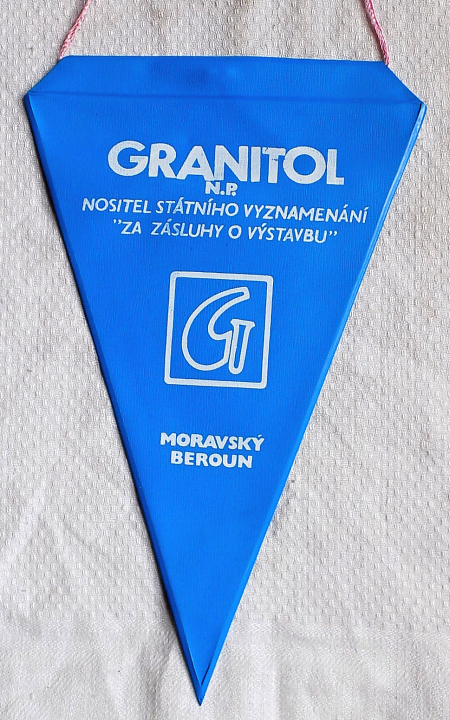 GRANITOL
N.P.
NOSITEL STÁTNÍHO VYZNAMENÁNÍ
"ZA ZÁSLUHY O VÝSTAVBU"
G
MORAVSKÝ
BEROUN